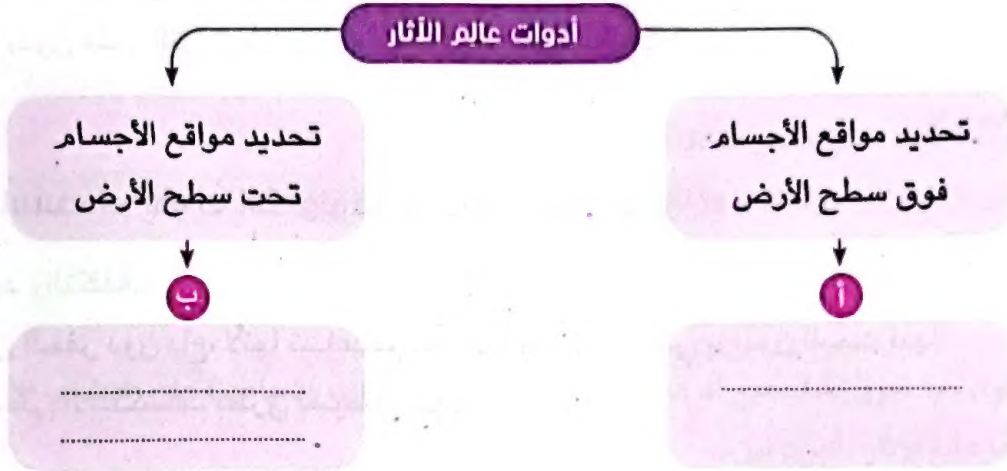 أدوات عالم الآثار
تحديد مواقع الأجسام
فوق سطح الأرض
أ
..............................
تحديد مواقع الأجسام
تحت سطح الأرض
ب
..............................
..............................